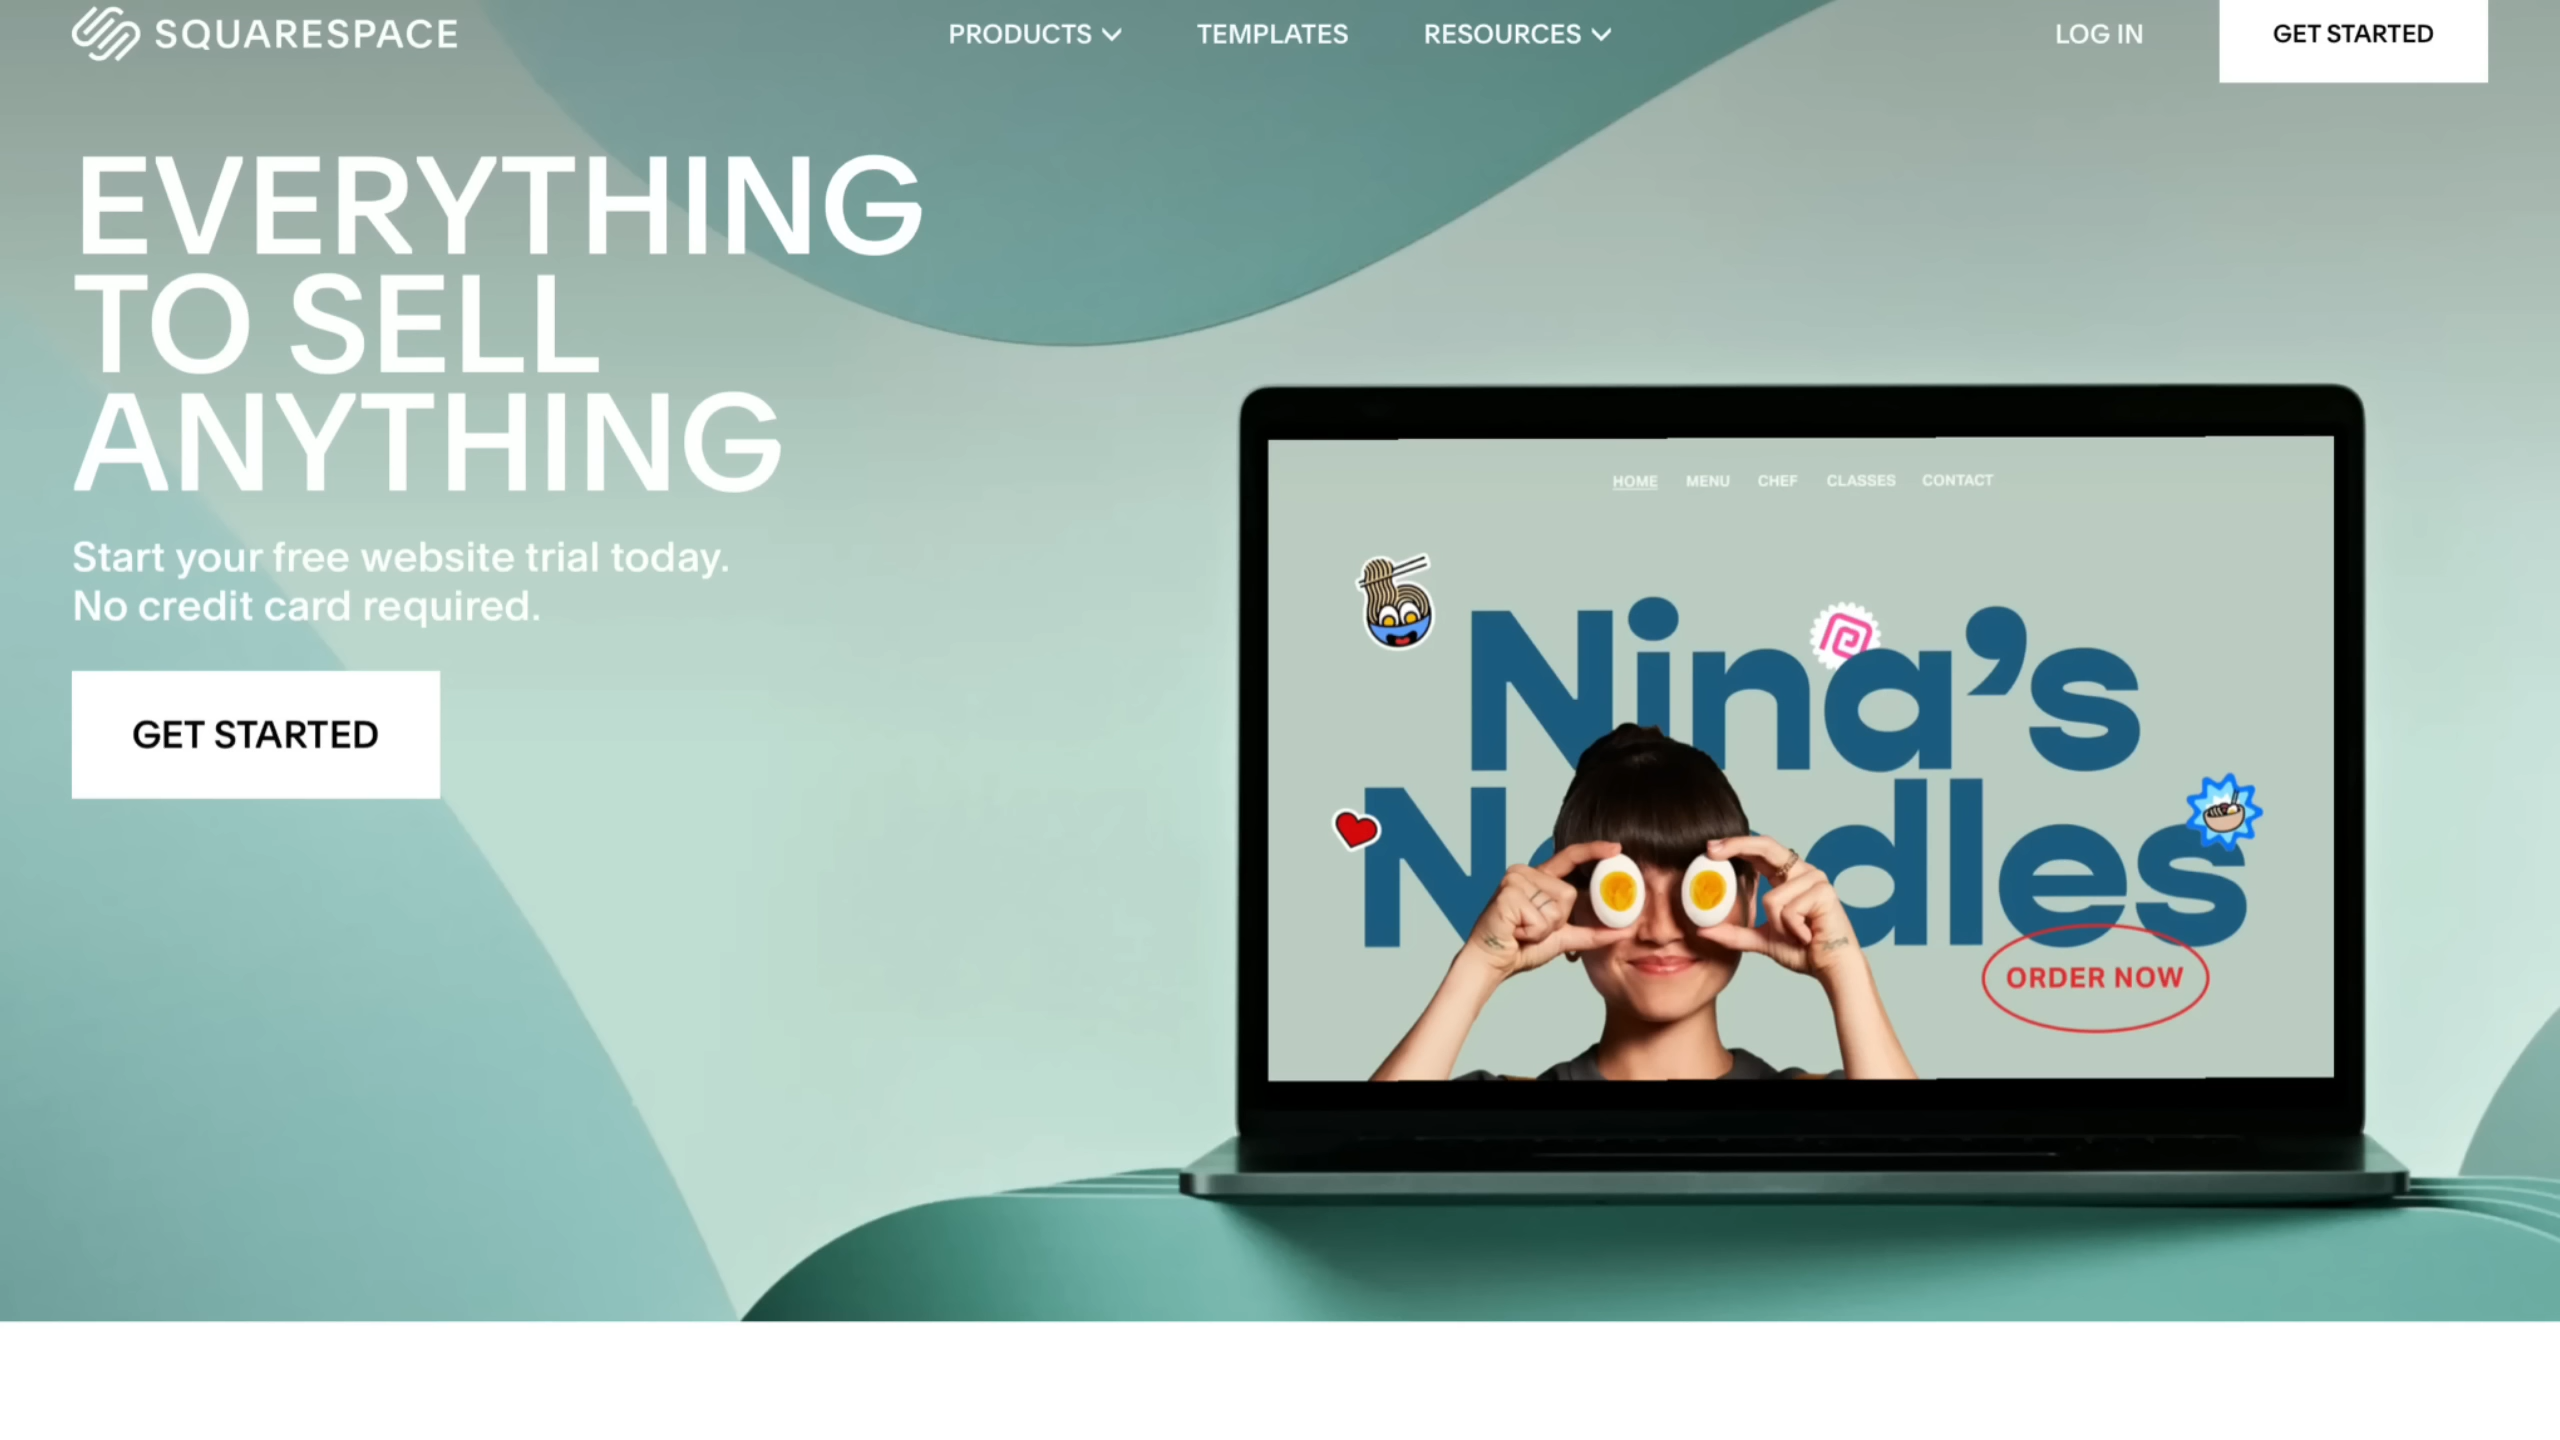 SQUARESPACE
PRODUCTS
TEMPLATES
RESOURCES
LOG IN
GET STARTED
EVERYTHING
TO SELL
ANYTHING
Start your free website trial today.
No credit card required.
GET STARTED
HOME
MENU
CHEF
CLASSES
CONTACT
Nina’s
Noodles
ORDER NOW